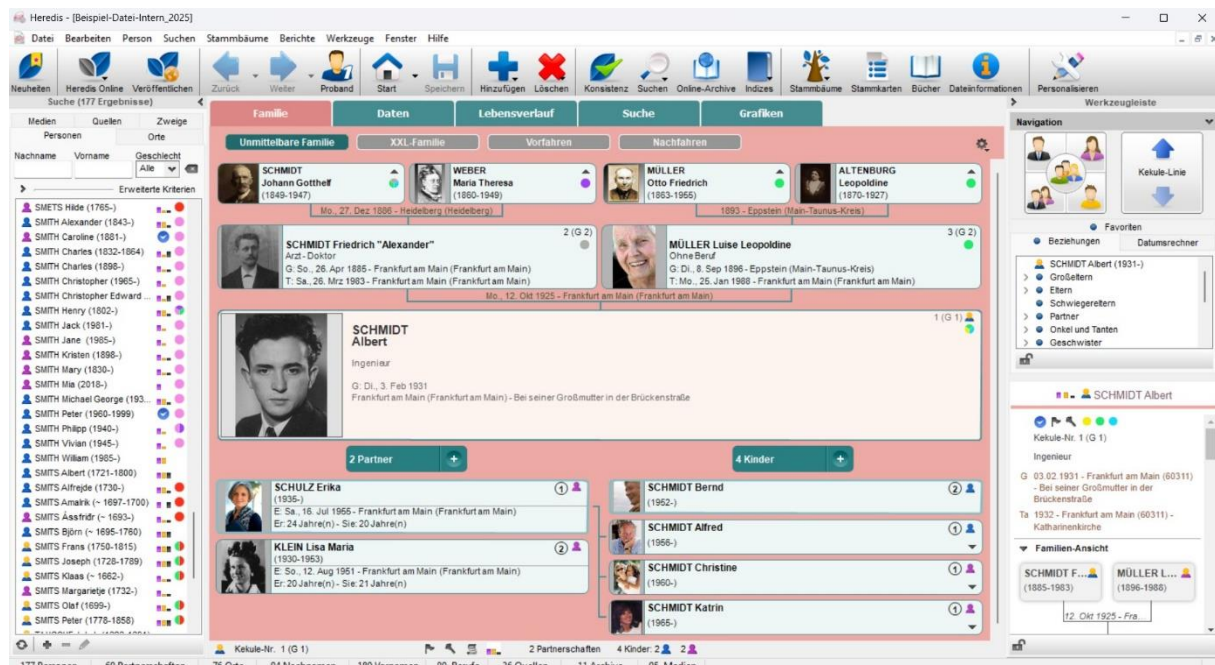 Heredis - [Beispiel-Datei-Intern_2025]
Datei Bearbeiten Person Suchen Stammbäume Berichte Werkzeuge Fenster Hilfe
Neuheiten Heredis Online Veröffentlichen Zurück Weiter Proband Start Speichern Hinzufügen Löschen Konsistenz Suchen Online-Archive Indizes Stammbäume Stammkarten Bücher Dateiinformationen Personalisieren
Suche (177 Ergebnisse)
Medien Quellen Zweige
Personen Orte
Nachname Vorname Geschlecht
Alle
Erweiterte Kriterien
SMETS Hilde (1765-)
SMITH Alexander (1843-)
SMITH Caroline (1881-)
SMITH Charles (1832-1864)
SMITH Charles (1898-)
SMITH Christopher (1965-)
SMITH Christopher Edward ...
SMITH Henry (1802-)
SMITH Jack (1981-)
SMITH Jane (1985-)
SMITH Kristen (1898-)
SMITH Mary (1830-)
SMITH Mia (2018-)
SMITH Michael George (193...
SMITH Peter (1960-1999)
SMITH Philipp (1940-)
SMITH Vivian (1945-)
SMITH William (1985-)
SMITS Albert (1721-1800)
SMITS Alfrejde (1730-)
SMITS Amalrik (~ 1697-1700)
SMITS Ássfriðr (~ 1693-)
SMITS Björn (~ 1695-1760)
SMITS Frans (1750-1815)
SMITS Joseph (1728-1789)
SMITS Klaas (~ 1662-)
SMITS Margarietje (1732-)
SMITS Olaf (1699-)
SMITS Peter (1778-1858)
Familie Daten Lebensverlauf Suche Grafiken
Unmittelbare Familie XXL-Familie Vorfahren Nachfahren
SCHMIDT
Johann Gotthelf
(1849-1947)
WEBER
Maria Theresa
(1860-1949)
MÜLLER
Otto Friedrich
(1863-1955)
ALTENBURG
Leopoldine
(1870-1927)
Mo., 27. Dez 1886 - Heidelberg (Heidelberg)
1893 - Eppstein (Main-Taunus-Kreis)
2 (G 2)
SCHMIDT Friedrich "Alexander"
Arzt - Doktor
G: So., 26. Apr 1885 - Frankfurt am Main (Frankfurt am Main)
T: Sa., 26. Mrz 1983 - Frankfurt am Main (Frankfurt am Main)
3 (G 2)
MÜLLER Luise Leopoldine
Ohne Beruf
G: Di., 8. Sep 1896 - Eppstein (Main-Taunus-Kreis)
T: Mo., 25. Jan 1988 - Frankfurt am Main (Frankfurt am Main)
Mo., 12. Okt 1925 - Frankfurt am Main (Frankfurt am Main)
1 (G 1)
SCHMIDT
Albert
Ingenieur
G: Di., 3. Feb 1931
Frankfurt am Main (Frankfurt am Main) - Bei seiner Großmutter in der Brückenstraße
2 Partner +
4 Kinder +
SCHULZ Erika 1
(1935-)
E: Sa., 16. Jul 1955 - Frankfurt am Main (Frankfurt am Main)
Er: 24 Jahre(n) - Sie: 20 Jahre(n)
KLEIN Lisa Maria 2
(1930-1953)
E: So., 12. Aug 1951 - Frankfurt am Main (Frankfurt am Main)
Er: 20 Jahre(n) - Sie: 21 Jahre(n)
SCHMIDT Bernd 2
(1952-)
SCHMIDT Alfred 1
(1956-)
SCHMIDT Christine 1
(1960-)
SCHMIDT Katrin 1
(1965-)
Kekule-Nr. 1 (G 1) 2 Partnerschaften 4 Kinder: 2 2
Werkzeugleiste
Navigation
Kekule-Linie
Favoriten
Beziehungen Datumsrechner
SCHMIDT Albert (1931-)
Großeltern
Eltern
Schwiegereltern
Partner
Onkel und Tanten
Geschwister
SCHMIDT Albert
Kekule-Nr. 1 (G 1)
Ingenieur
G 03.02.1931 - Frankfurt am Main (60311)
- Bei seiner Großmutter in der
Brückenstraße
Ta 1932 - Frankfurt am Main (60311) -
Katharinenkirche
Familien-Ansicht
SCHMIDT F...
(1885-1983)
MÜLLER L...
(1896-1988)
12. Okt 1925 - Fra...